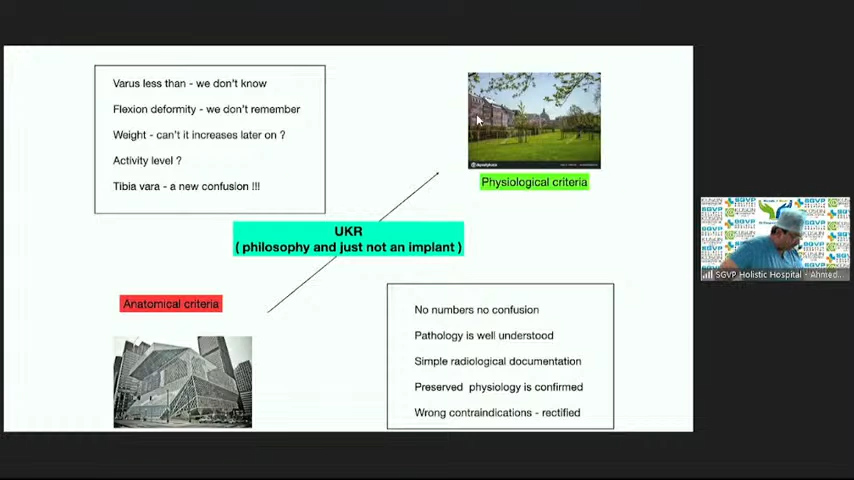 Varus less than - we don't know
Flexion deformity - we don't remember
Weight - can't it increases later on ?
Activity level ?
Tibia vara - a new confusion !!!
Physiological criteria
UKR
( philosophy and just not an implant )
Anatomical criteria
No numbers no confusion
Pathology is well understood
Simple radiological documentation
Preserved physiology is confirmed
Wrong contraindications - rectified
SGVP
SGVP
SGVP Holistic Hospital - Ahmed...